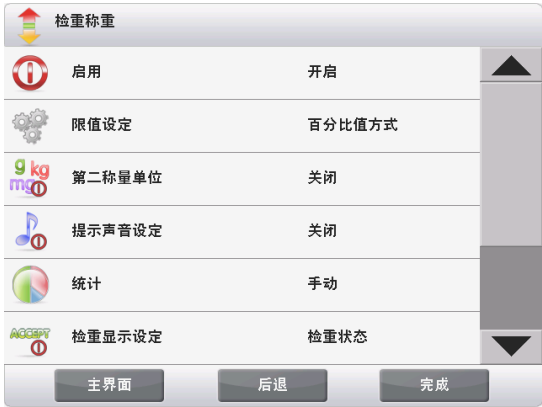 检重称重
启用 开启
限值设定 百分比值方式
g kg mg 第二称量单位 关闭
提示声音设定 关闭
统计 手动
ACCEPT 检重显示设定 检重状态
主界面 后退 完成